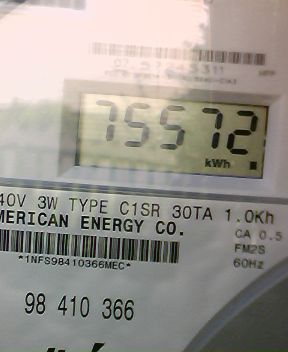 75572
kWh
40V 3W TYPE C1SR 30TA 1.0Kh
MERICAN ENERGY CO.
CA 0.5
FM2S
60Hz
*1NFS98410366MEC*
98 410 366